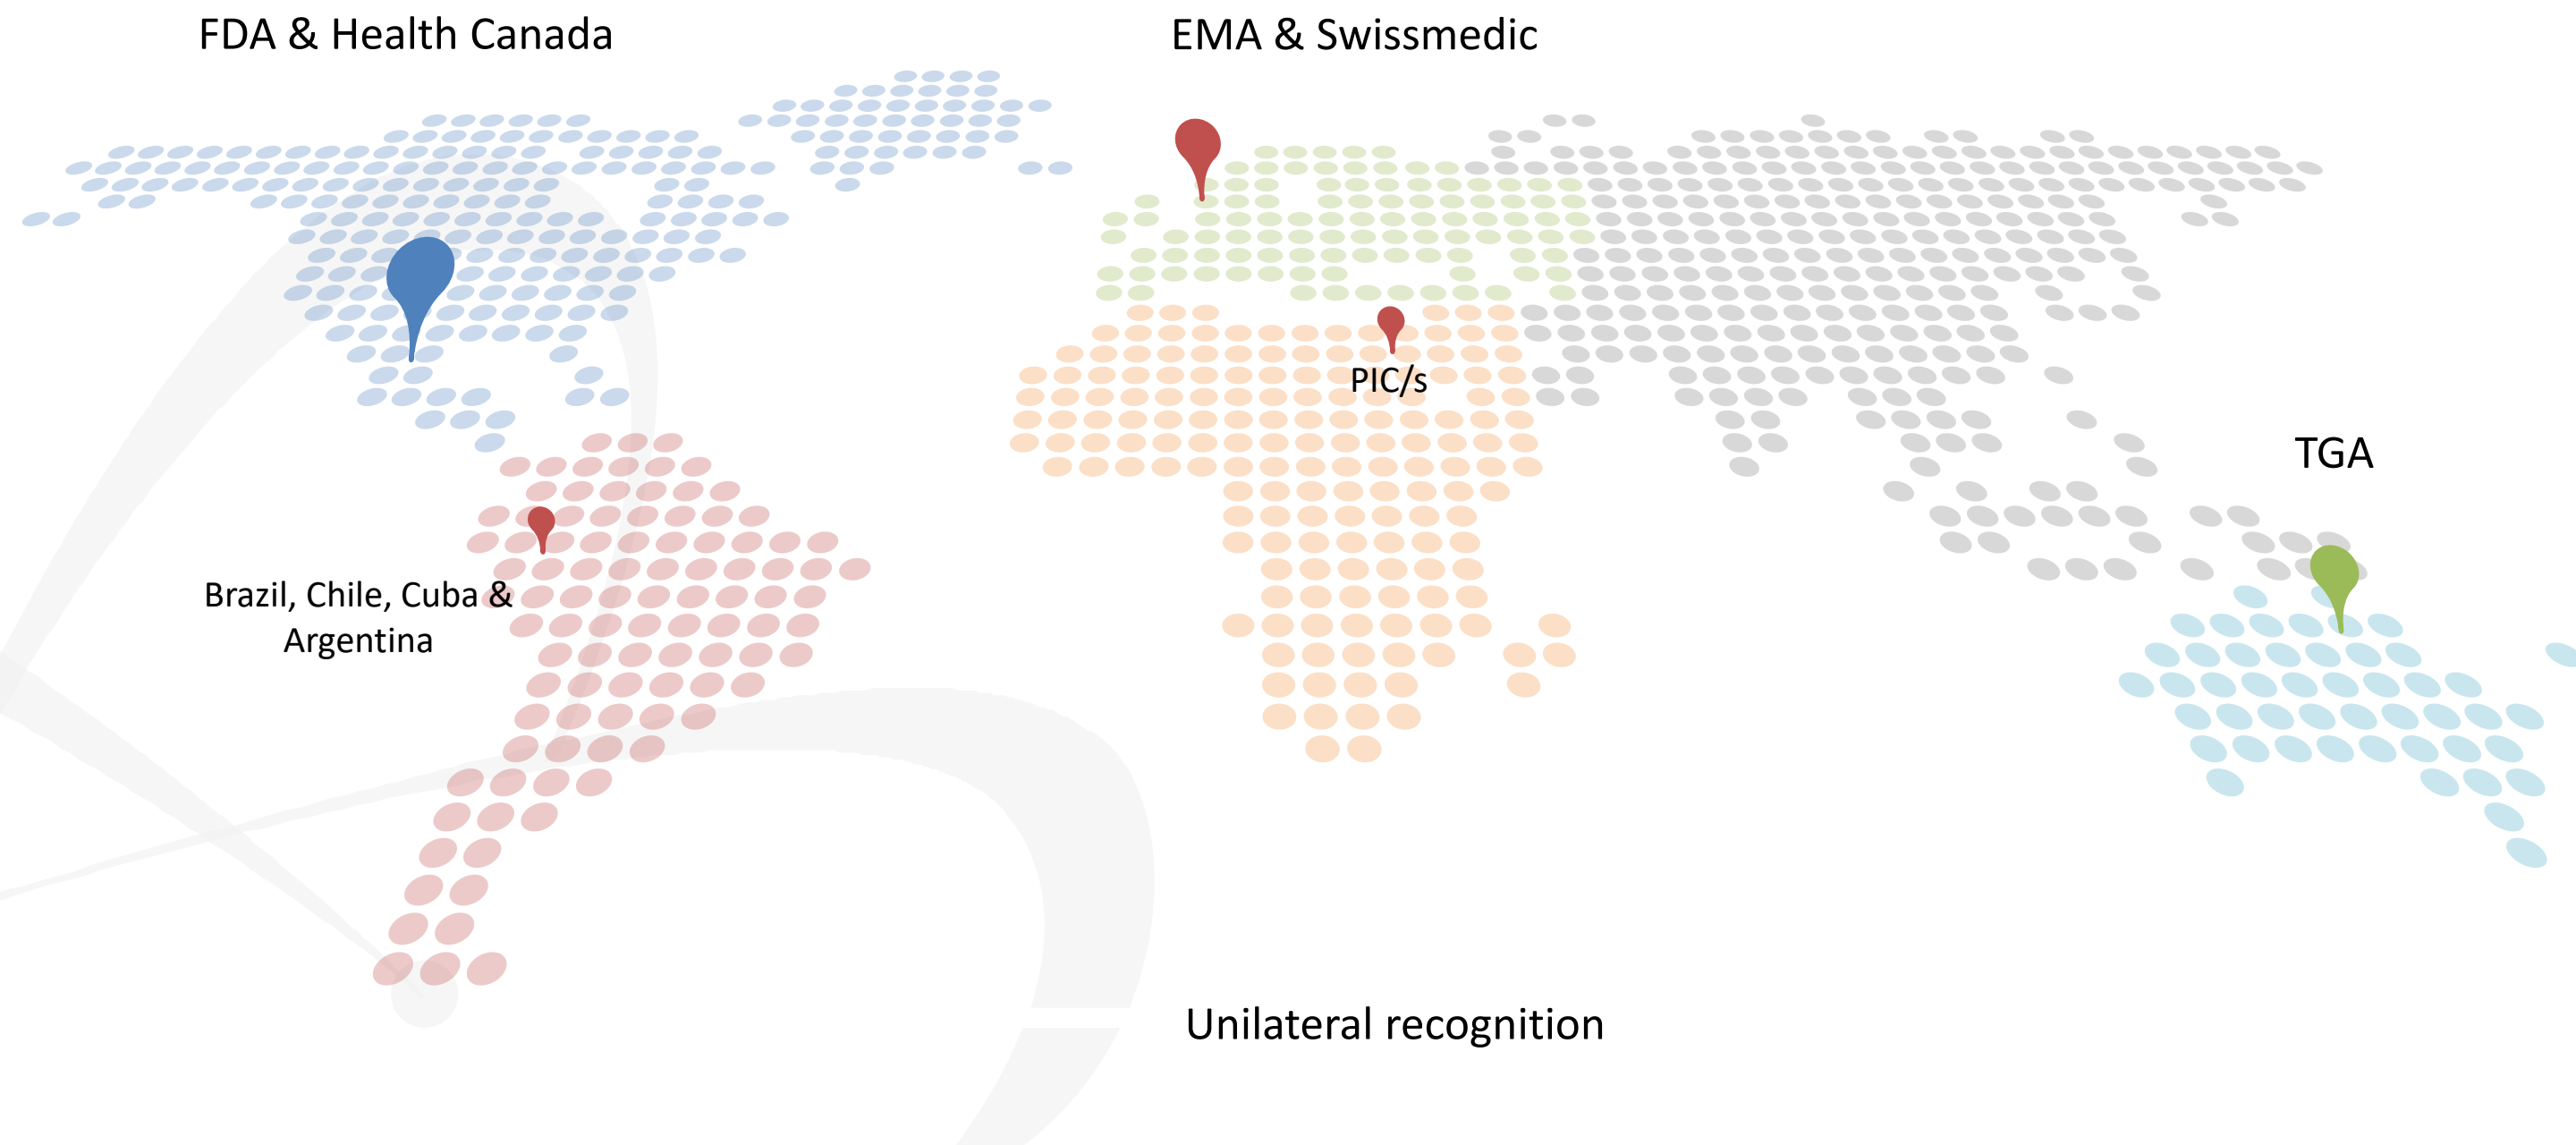 FDA & Health Canada
EMA & Swissmedic
PIC/s
TGA
Brazil, Chile, Cuba &
Argentina
Unilateral recognition